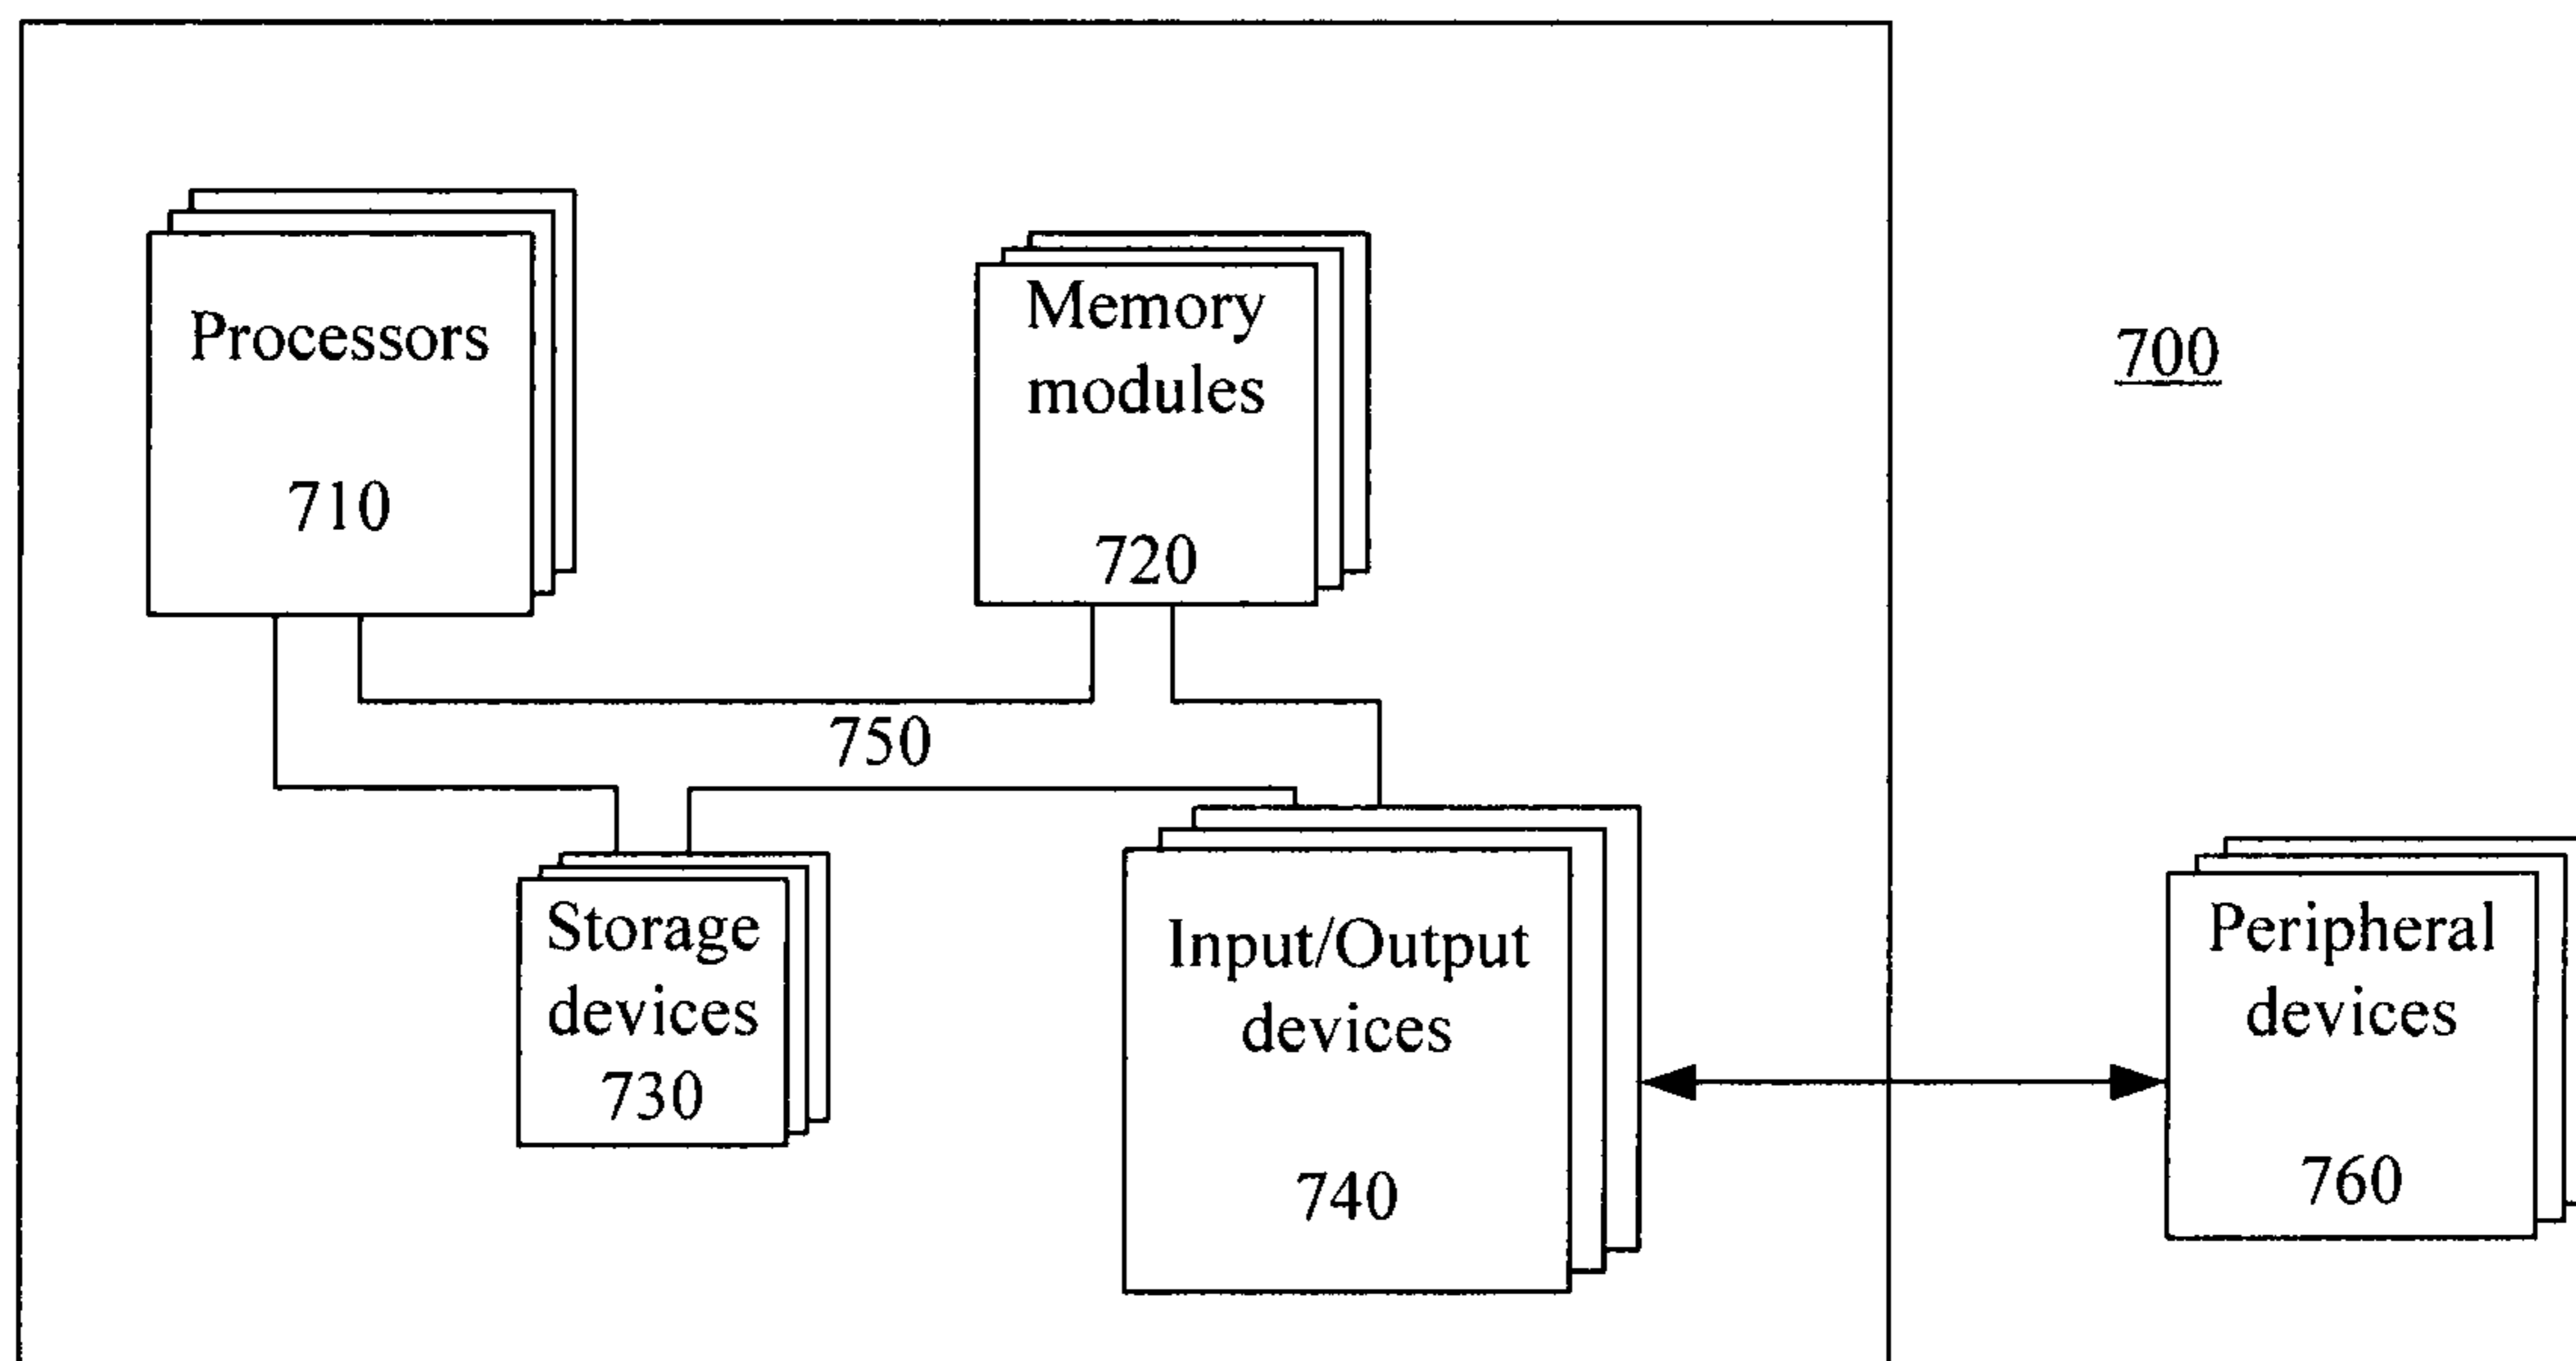 Processors
710
Memory
modules
720
700
750
Storage
devices
730
Input/Output
devices
740
Peripheral
devices
760